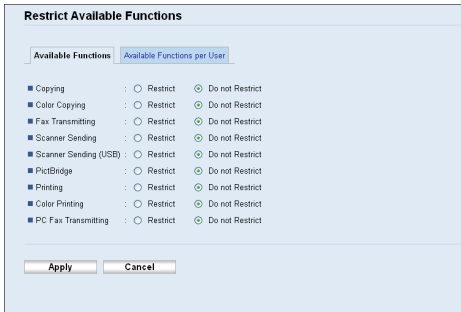 Restrict Available Functions
Available Functions Available Functions per User
Copying : Restrict Do not Restrict
Color Copying : Restrict Do not Restrict
Fax Transmitting : Restrict Do not Restrict
Scanner Sending : Restrict Do not Restrict
Scanner Sending (USB) : Restrict Do not Restrict
PictBridge : Restrict Do not Restrict
Printing : Restrict Do not Restrict
Color Printing : Restrict Do not Restrict
PC Fax Transmitting : Restrict Do not Restrict
Apply Cancel